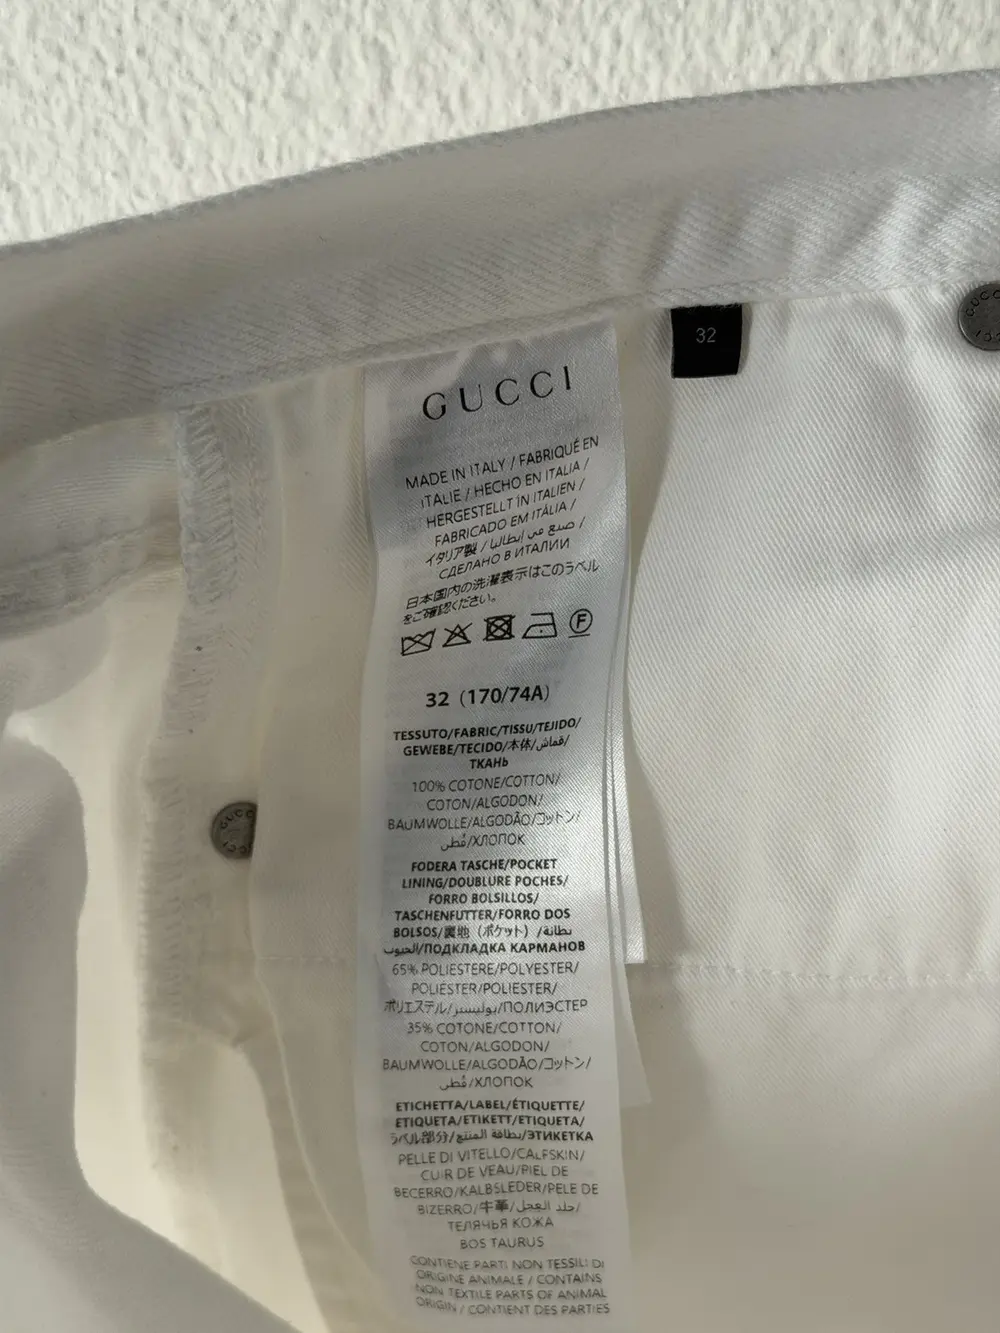 32
GUCCI
GUCCI
MADE IN ITALY / FABRIQUÉ EN
ITALIE / HECHO EN ITALIA /
HERGESTELLT IN ITALIEN /
FABRICADO EM ITÁLIA /
イタリア製 / صنع في إيطاليا /
СДЕЛАНО В ИТАЛИИ
日本国内の洗濯表示はこのラベル
をご確認ください。
F
32 (170/74A)
TESSUTO/FABRIC/TISSU/TEJIDO/
GEWEBE/TECIDO/本体/قماش/
ТКАНЬ
100% COTONE/COTTON/
COTON/ALGODON/
BAUMWOLLE/ALGODÃO/コットン/
قُطن/ХЛОПОК
GUCCI
FODERA TASCHE/POCKET
LINING/DOUBLURE POCHES/
FORRO BOLSILLOS/
TASCHENFUTTER/FORRO DOS
BOLSOS/裏地（ポケット）/بطانة
الجيوب/ПОДКЛАДКА КАРМАНОВ
65% POLIESTERE/POLYESTER/
POLIESTER/POLIESTER/
ポリエステル/بوليستر/ПОЛИЭСТЕР
35% COTONE/COTTON/
COTON/ALGODON/
BAUMWOLLE/ALGODÃO/コットン/
قُطن/ХЛОПОК
ETICHETTA/LABEL/ÉTIQUETTE/
ETIQUETA/ETIKETT/ETIQUETA/
ラベル部分/بطاقة المنتج/ЭТИКЕТКА
PELLE DI VITELLO/CALFSKIN/
CUIR DE VEAU/PIEL DE
BECERRO/KALBSLEDER/PELE DE
BIZERRO/牛革/جلد العجل/
ТЕЛЯЧЬЯ КОЖА
BOS TAURUS
CONTIENE PARTI NON TESSILI DI
ORIGINE ANIMALE / CONTAINS
NON TEXTILE PARTS OF ANIMAL
ORIGIN / CONTIENT DES PARTIES